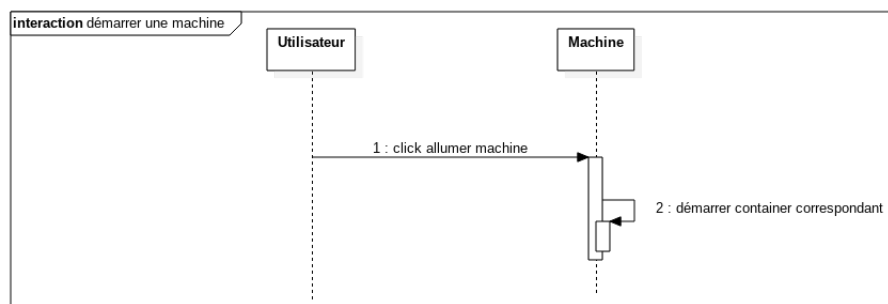 interaction démarrer une machine
Utilisateur
Machine
1 : click allumer machine
2 : démarrer container correspondant